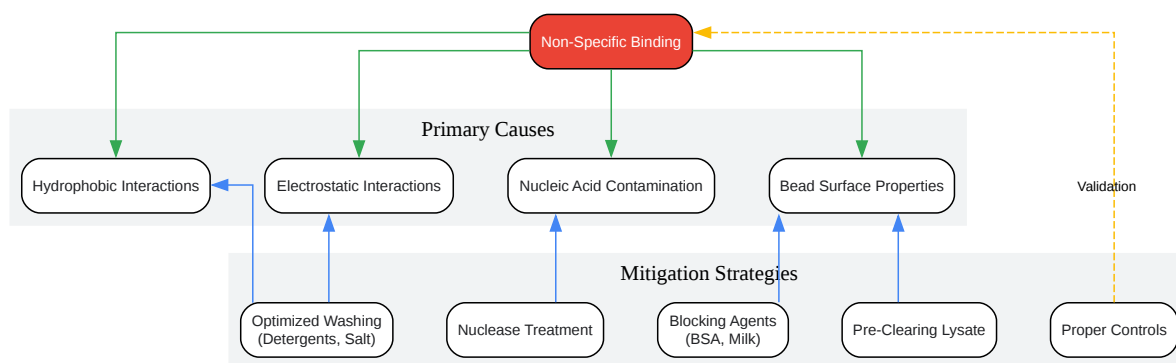 Non-Specific Binding
Primary Causes
Hydrophobic Interactions
Electrostatic Interactions
Nucleic Acid Contamination
Bead Surface Properties
Validation
Mitigation Strategies
Optimized Washing
(Detergents, Salt)
Nuclease Treatment
Blocking Agents
(BSA, Milk)
Pre-Clearing Lysate
Proper Controls